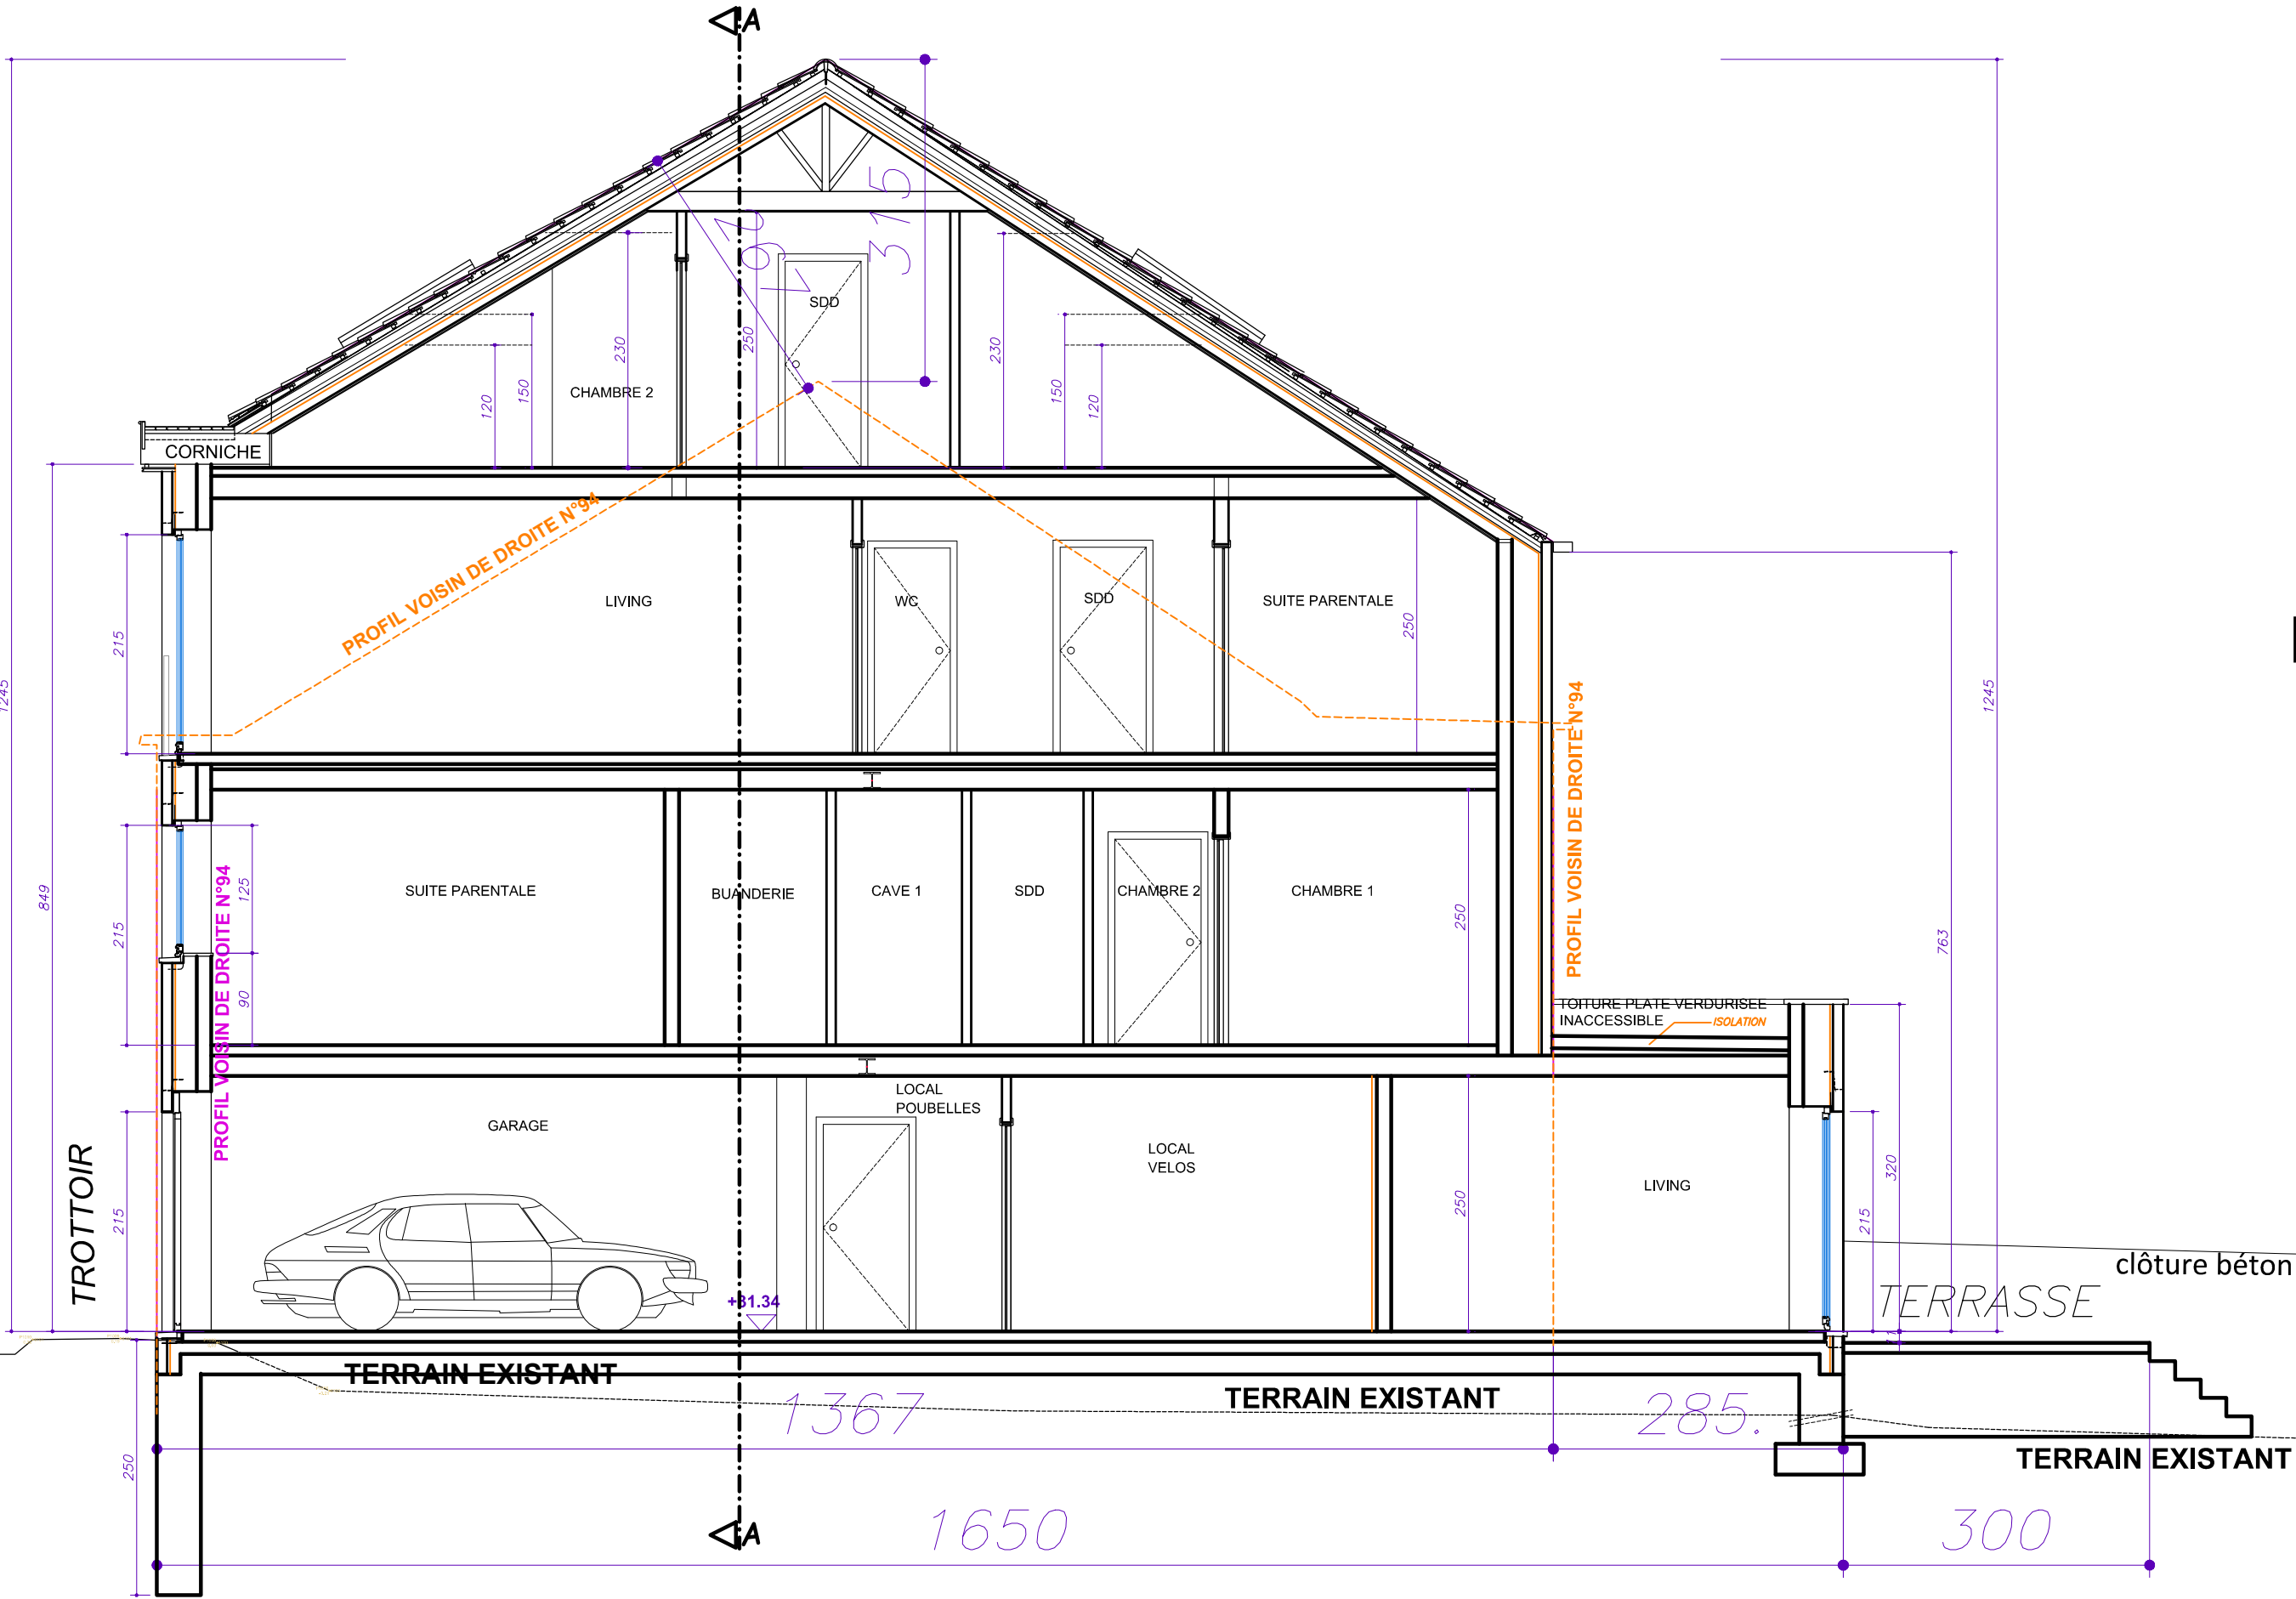 A
1245
315
267
SDD
230
250
CHAMBRE 2
120
150
230
150
120
CORNICHE
849
PROFIL VOISIN DE DROITE N°94
LIVING
WC
SDD
SUITE PARENTALE
250
215
1245
763
PROFIL VOISIN DE DROITE N°94
PROFIL VOISIN DE DROITE N°94
215
125
90
SUITE PARENTALE
BUANDERIE
CAVE 1
SDD
CHAMBRE 2
CHAMBRE 1
250
TOITURE PLATE VERDURISEE
INACCESSIBLE
ISOLATION
TROTTOIR
215
GARAGE
LOCAL
POUBELLES
LOCAL
VELOS
250
LIVING
215
320
clôture béton
TERRASSE
+31.34
TERRAIN EXISTANT
TERRAIN EXISTANT
TERRAIN EXISTANT
1367
285.
250
1650
300
A